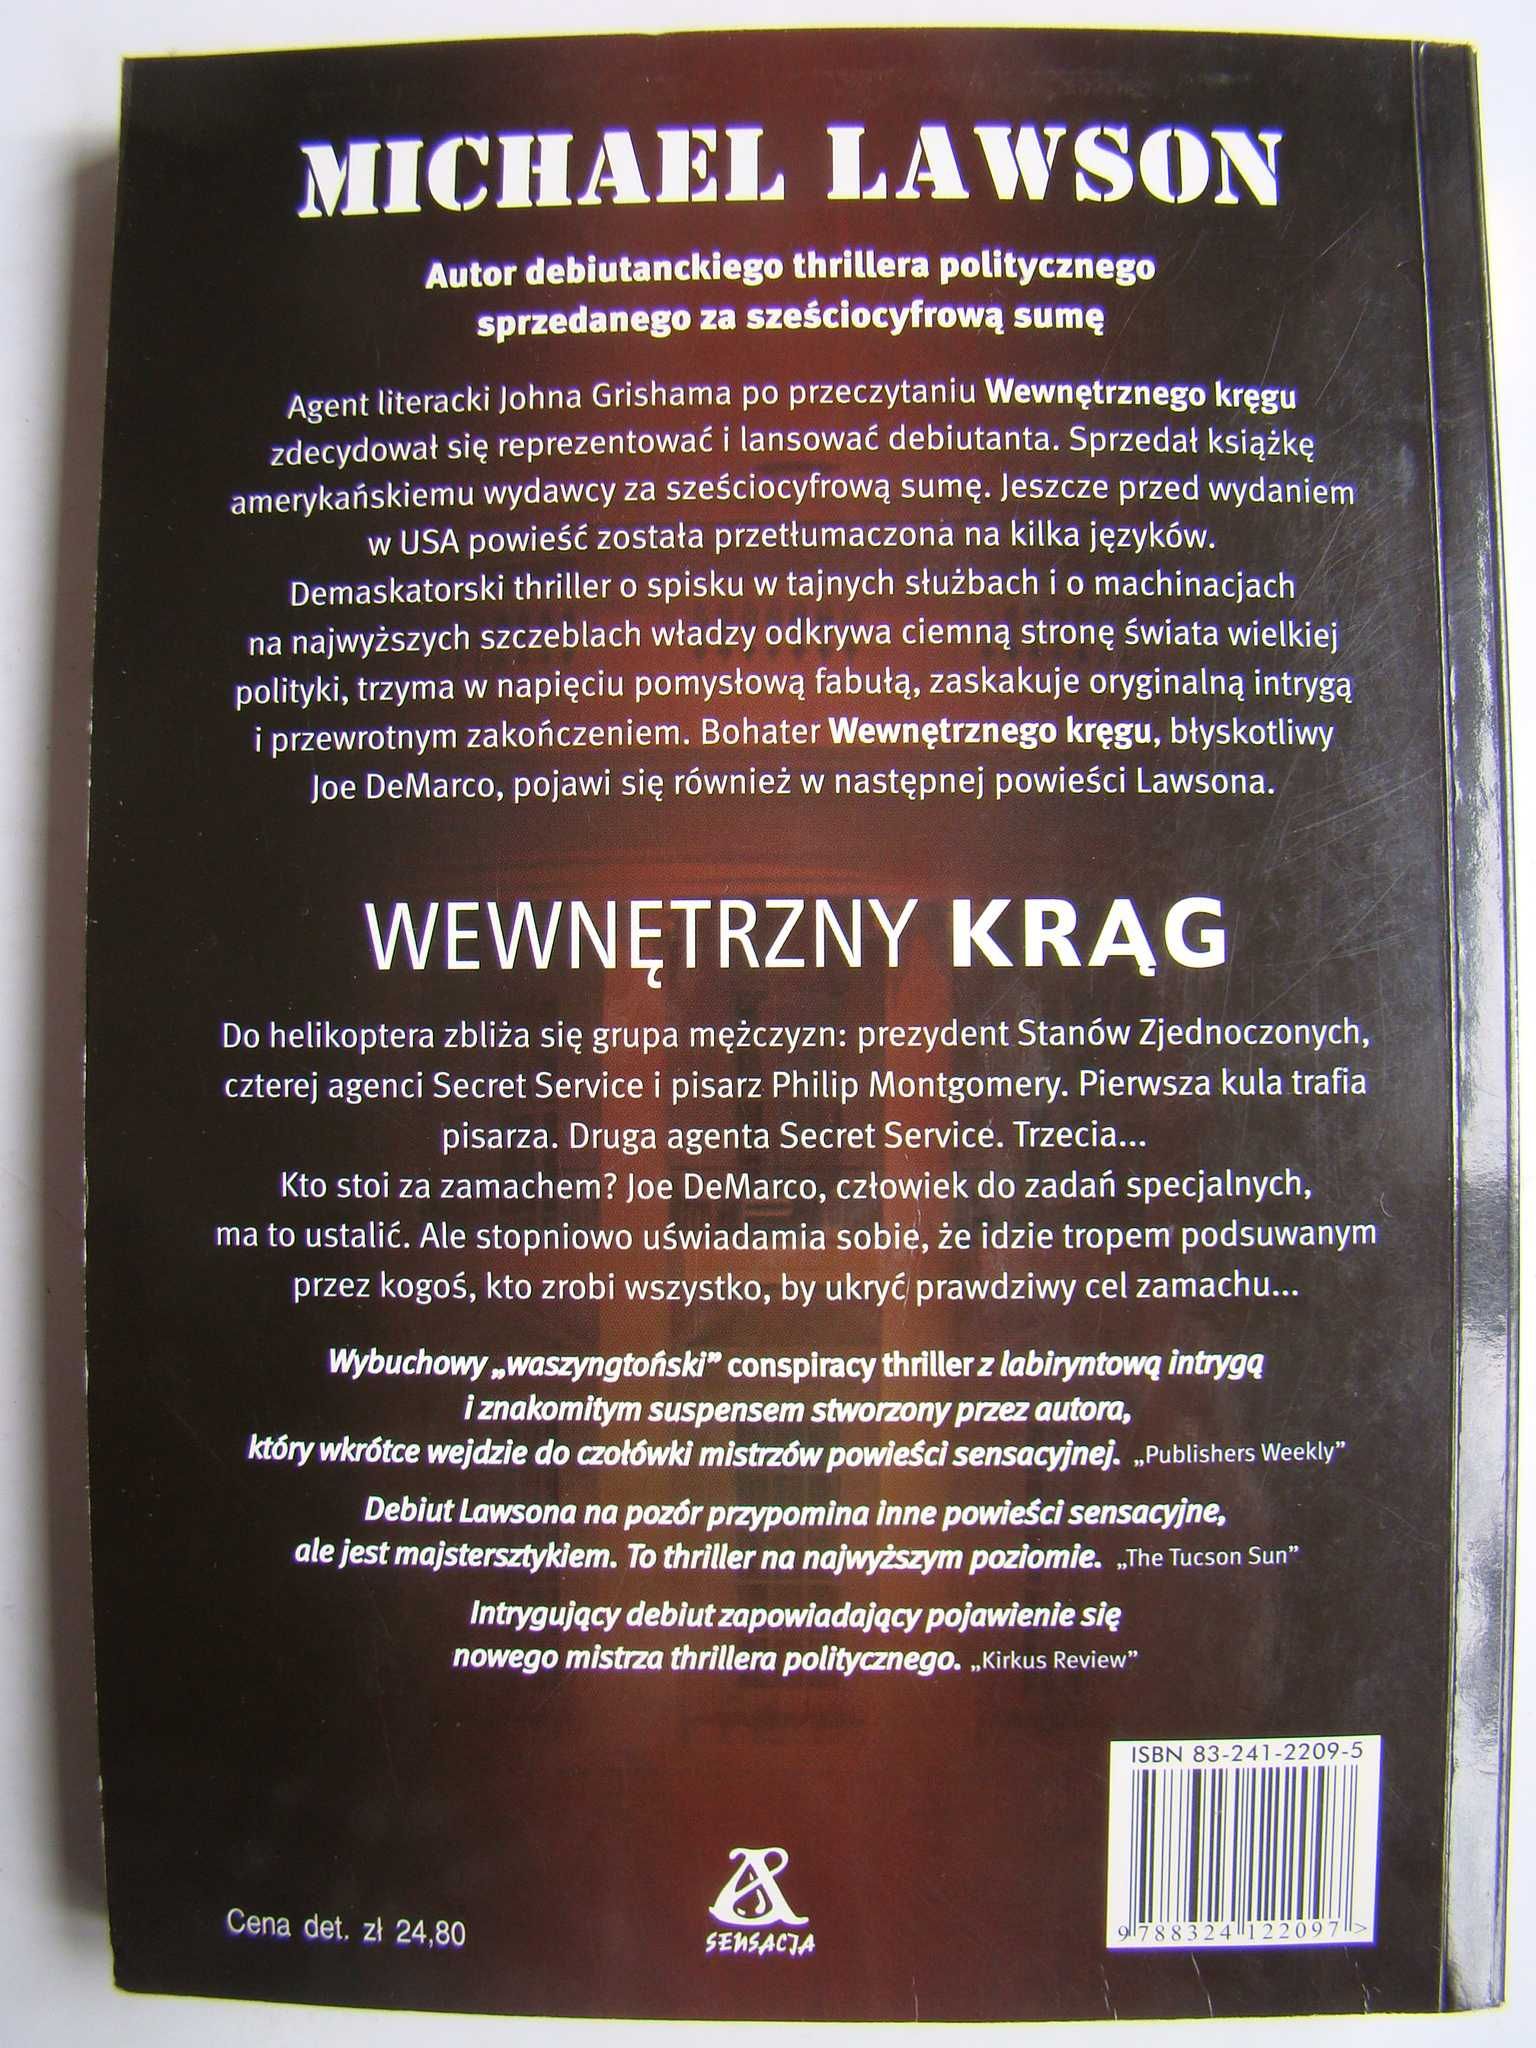 MICHAEL LAWSON
Autor debiutanckiego thrillera politycznego
sprzedanego za sześciocyfrową sumę
Agent literacki Johna Grishama po przeczytaniu Wewnętrznego kręgu
zdecydował się reprezentować i lansować debiutanta. Sprzedał książkę
amerykańskiemu wydawcy za sześciocyfrową sumę. Jeszcze przed wydaniem
w USA powieść została przetłumaczona na kilka języków.
Demaskatorski thriller o spisku w tajnych służbach i o machinacjach
na najwyższych szczeblach władzy odkrywa ciemną stronę świata wielkiej
polityki, trzyma w napięciu pomysłową fabułą, zaskakuje oryginalną intrygą
i przewrotnym zakończeniem. Bohater Wewnętrznego kręgu, błyskotliwy
Joe DeMarco, pojawi się również w następnej powieści Lawsona.
WEWNĘTRZNY KRĄG
Do helikoptera zbliża się grupa mężczyzn: prezydent Stanów Zjednoczonych,
czterej agenci Secret Service i pisarz Philip Montgomery. Pierwsza kula trafia
pisarza. Druga agenta Secret Service. Trzecia...
Kto stoi za zamachem? Joe DeMarco, człowiek do zadań specjalnych,
ma to ustalić. Ale stopniowo uświadamia sobie, że idzie tropem podsuwanym
przez kogoś, kto zrobi wszystko, by ukryć prawdziwy cel zamachu...
Wybuchowy „waszyngtoński” conspiracy thriller z labiryntową intrygą
i znakomitym suspensem stworzony przez autora,
który wkrótce wejdzie do czołówki mistrzów powieści sensacyjnej. „Publishers Weekly”
Debiut Lawsona na pozór przypomina inne powieści sensacyjne,
ale jest majstersztykiem. To thriller na najwyższym poziomie. „The Tucson Sun”
Intrygujący debiut zapowiadający pojawienie się
nowego mistrza thrillera politycznego. „Kirkus Review”
ISBN 83-241-2209-5
9 788324 122097 >
SENSACJA
Cena det. zł 24,80